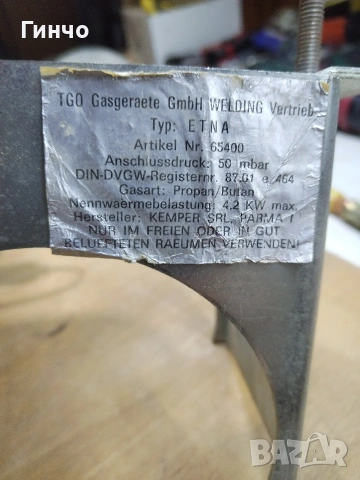 Гинчо
TGO Gasgeraete GmbH WELDING Vertrieb
Typ: ETNA
Artikel Nr. 65400
Anschlussdruck: 50 mbar
DIN-DVGW-Registernr. 87.01 e 464
Gasart: Propan/Butan
Nennwaermebelastung: 4.2 KW max.
Hersteller: KEMPER SRL. PARMA I
NUR IM FREIEN ODER IN GUT
BELUEFTETEN RAEUMEN VERWENDEN!
BAZAR
bg